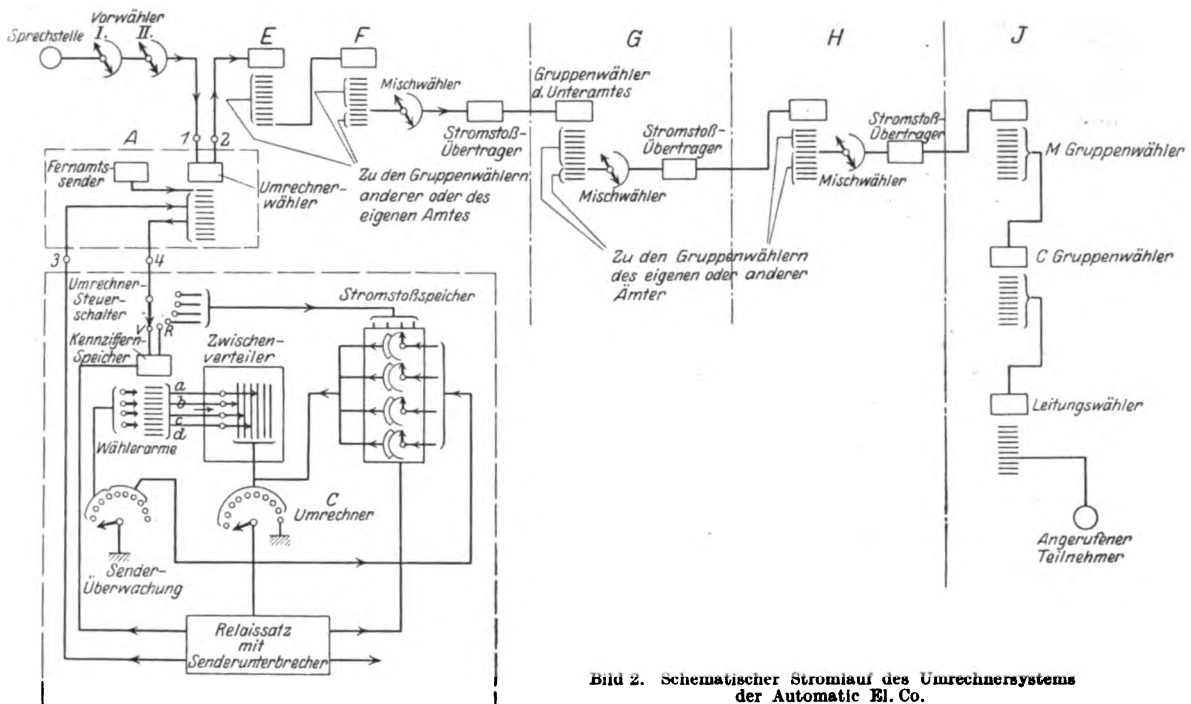 Sprechstelle
Vorwähler
I. II.
E
F
G
H
J
Mischwähler
Gruppenwähler
d. Unteramtes
Stromstoß-
Übertrager
Stromstoß-
Übertrager
Mischwähler
Stromstoß-
Übertrager
Mischwähler
M Gruppenwähler
A
1
2
Fernamts-
sender
Umrechner-
wähler
Zu den Gruppenwählern
anderer oder des
eigenen Amtes
Zu den Gruppenwählern
des eigenen oder anderer
Ämter
C Gruppenwähler
3
4
Umrechner-
Steuer-
schalter
V
R
Kennziffern-
Speicher
Stromstoßspeicher
Zwischen-
verteiler
a
b
c
d
Wählerarme
Leitungswähler
C
Umrechner
Sender-
Überwachung
Angerufener
Teilnehmer
Relaissatz
mit
Senderunterbrecher
Bild 2. Schematischer Stromlauf des Umrechnersystems
der Automatic El. Co.